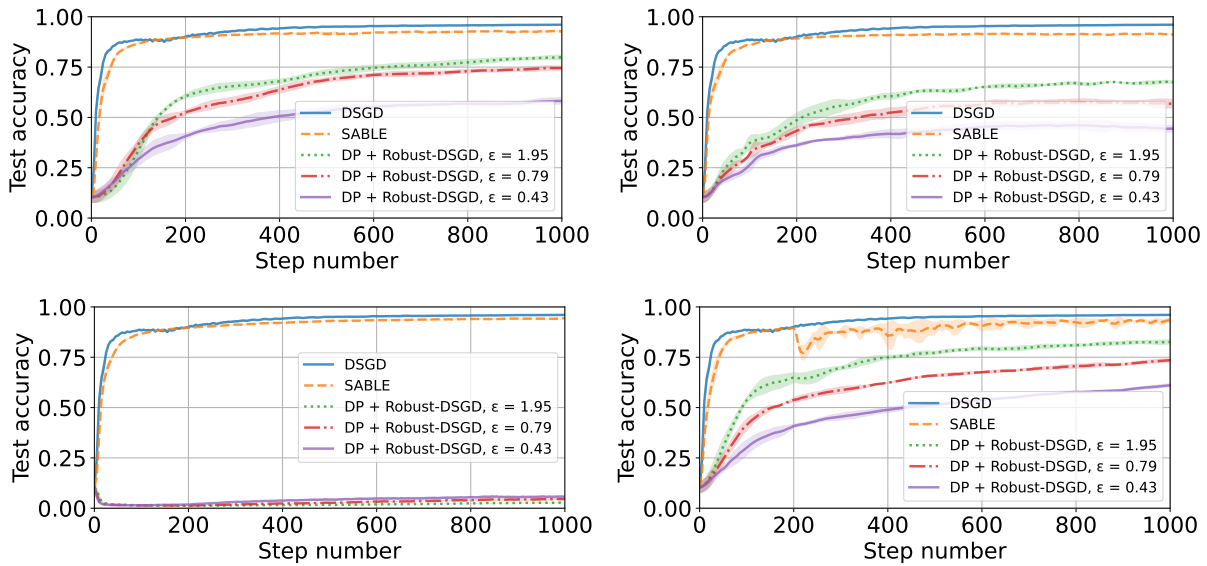 1.00
0.75
0.50
0.25
0.00
Test accuracy
DSGD
SABLE
DP + Robust-DSGD, ε = 1.95
DP + Robust-DSGD, ε = 0.79
DP + Robust-DSGD, ε = 0.43
0 200 400 600 800 1000
Step number
1.00
0.75
0.50
0.25
0.00
Test accuracy
DSGD
SABLE
DP + Robust-DSGD, ε = 1.95
DP + Robust-DSGD, ε = 0.79
DP + Robust-DSGD, ε = 0.43
0 200 400 600 800 1000
Step number
1.00
0.75
0.50
0.25
0.00
Test accuracy
DSGD
SABLE
DP + Robust-DSGD, ε = 1.95
DP + Robust-DSGD, ε = 0.79
DP + Robust-DSGD, ε = 0.43
0 200 400 600 800 1000
Step number
1.00
0.75
0.50
0.25
0.00
Test accuracy
DSGD
SABLE
DP + Robust-DSGD, ε = 1.95
DP + Robust-DSGD, ε = 0.79
DP + Robust-DSGD, ε = 0.43
0 200 400 600 800 1000
Step number